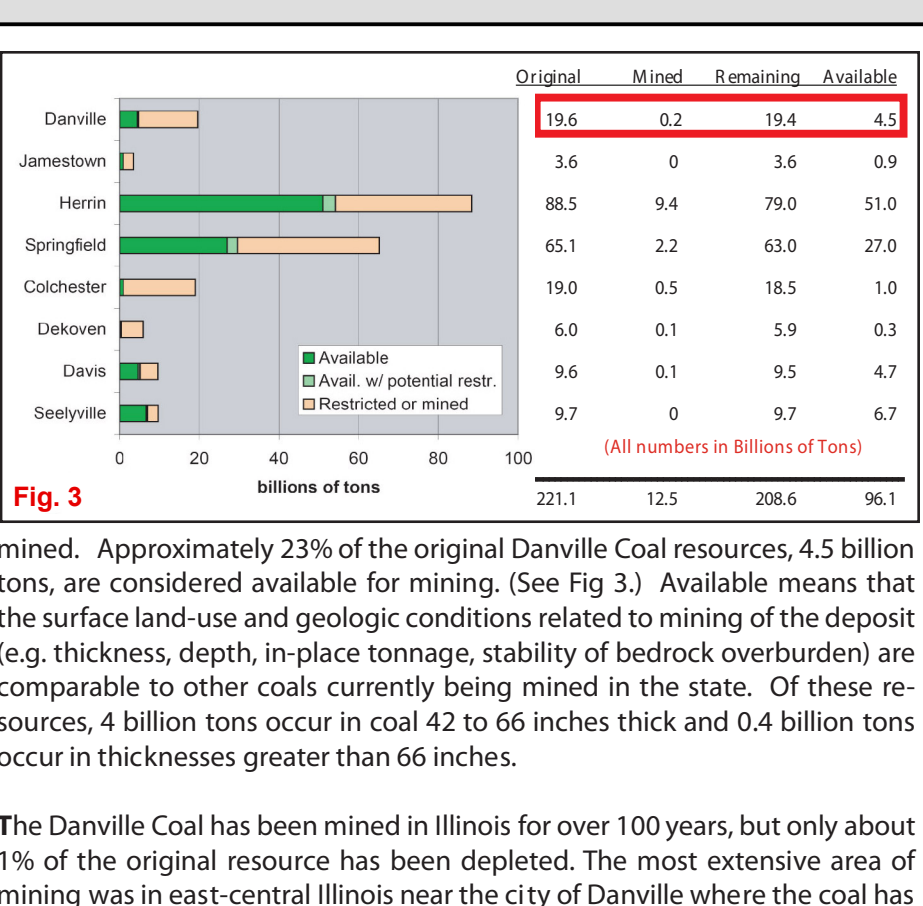 Original Mined Remaining Available
Danville 19.6 0.2 19.4 4.5
Jamestown 3.6 0 3.6 0.9
Herrin 88.5 9.4 79.0 51.0
Springfield 65.1 2.2 63.0 27.0
Colchester 19.0 0.5 18.5 1.0
Dekoven 6.0 0.1 5.9 0.3
Davis 9.6 0.1 9.5 4.7
Seelyville 9.7 0 9.7 6.7
Available
Avail. w/ potential restr.
Restricted or mined
0 20 40 60 80 100
(All numbers in Billions of Tons)
billions of tons
Fig. 3
221.1 12.5 208.6 96.1
mined. Approximately 23% of the original Danville Coal resources, 4.5 billion
tons, are considered available for mining. (See Fig 3.) Available means that
the surface land-use and geologic conditions related to mining of the deposit
(e.g. thickness, depth, in-place tonnage, stability of bedrock overburden) are
comparable to other coals currently being mined in the state. Of these re-
sources, 4 billion tons occur in coal 42 to 66 inches thick and 0.4 billion tons
occur in thicknesses greater than 66 inches.
The Danville Coal has been mined in Illinois for over 100 years, but only about
1% of the original resource has been depleted. The most extensive area of
mining was in east-central Illinois near the city of Danville where the coal has